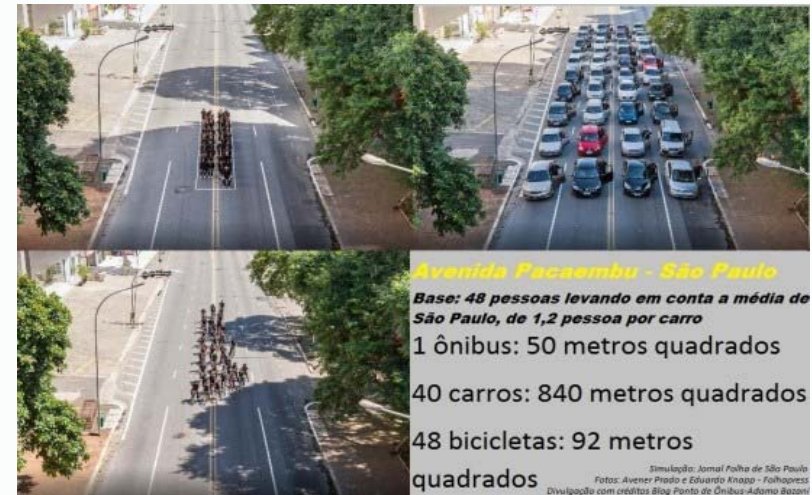 Avenida Pacaembu - São Paulo
Base: 48 pessoas levando em conta a média de
São Paulo, de 1,2 pessoa por carro
1 ônibus: 50 metros quadrados
40 carros: 840 metros quadrados
48 bicicletas: 92 metros
quadrados
Simulação: Jornal Folha de São Paulo
Fotos: Avener Prado e Eduardo Knapp - Folhapress
Divulgação com créditos Blog Ponto de Ônibus-Adamo Bazani